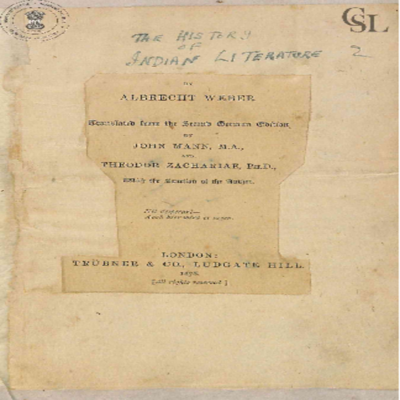 CSL
THE HISTORY
OF
INDIAN LITERATURE 2
BY
ALBRECHT WEBER
Translated from the Second German Edition
BY
JOHN MANN, M.A.,
AND
THEODOR ZACHARIAE, PH.D.,
With the Sanction of the Author.
LONDON:
TRÜBNER & CO., LUDGATE HILL.
1878.
[All rights reserved]